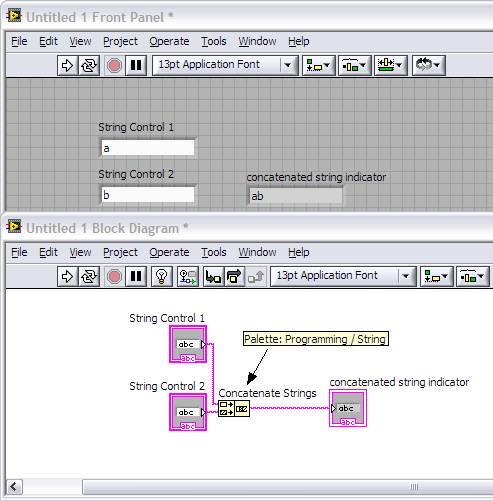 Untitled 1 Front Panel *
File Edit View Project Operate Tools Window Help
13pt Application Font
String Control 1
a
String Control 2
concatenated string indicator
b
ab
Untitled 1 Block Diagram *
File Edit View Project Operate Tools Window Help
13pt Application Font
String Control 1
abc
abc
Palette: Programming / String
String Control 2
Concatenate Strings
concatenated string indicator
abc
abc
abc
abc